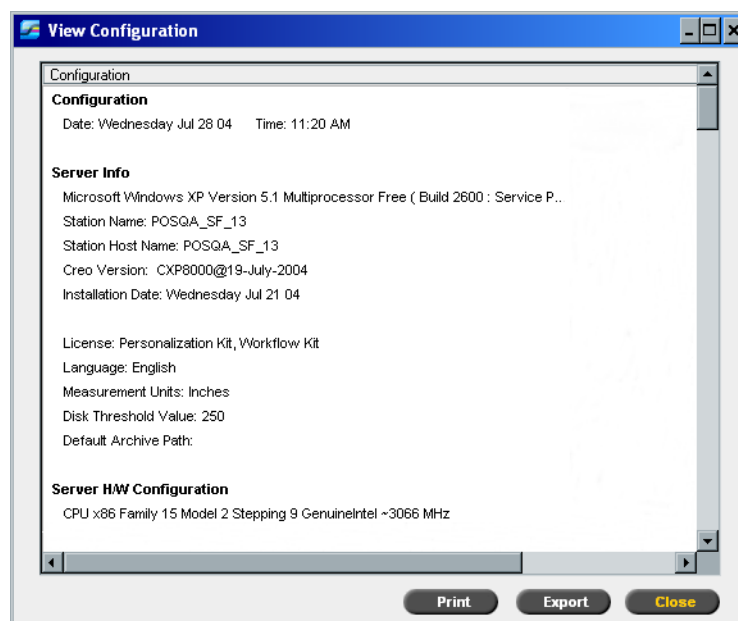 View Configuration
Configuration
Configuration
Date: Wednesday Jul 28 04 Time: 11:20 AM
Server Info
Microsoft Windows XP Version 5.1 Multiprocessor Free ( Build 2600 : Service P..
Station Name: POSQA_SF_13
Station Host Name: POSQA_SF_13
Creo Version: CXP8000@19-July-2004
Installation Date: Wednesday Jul 21 04
License: Personalization Kit, Workflow Kit
Language: English
Measurement Units: Inches
Disk Threshold Value: 250
Default Archive Path:
Server H/W Configuration
CPU x86 Family 15 Model 2 Stepping 9 GenuineIntel ~3066 MHz
Print Export Close